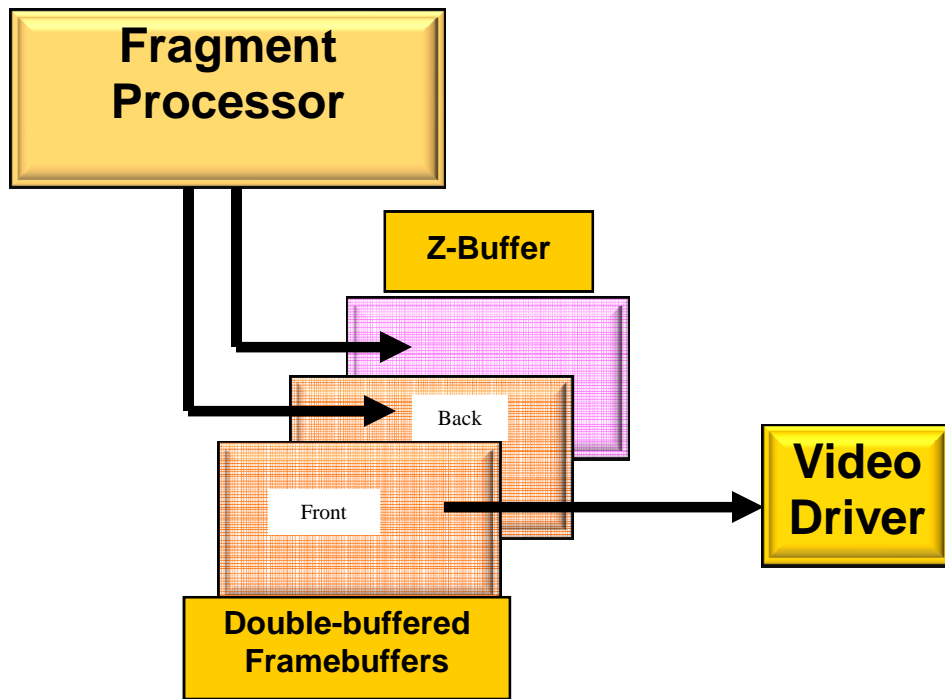 Fragment
Processor
Z-Buffer
Back
Front
Video
Driver
Double-buffered
Framebuffers